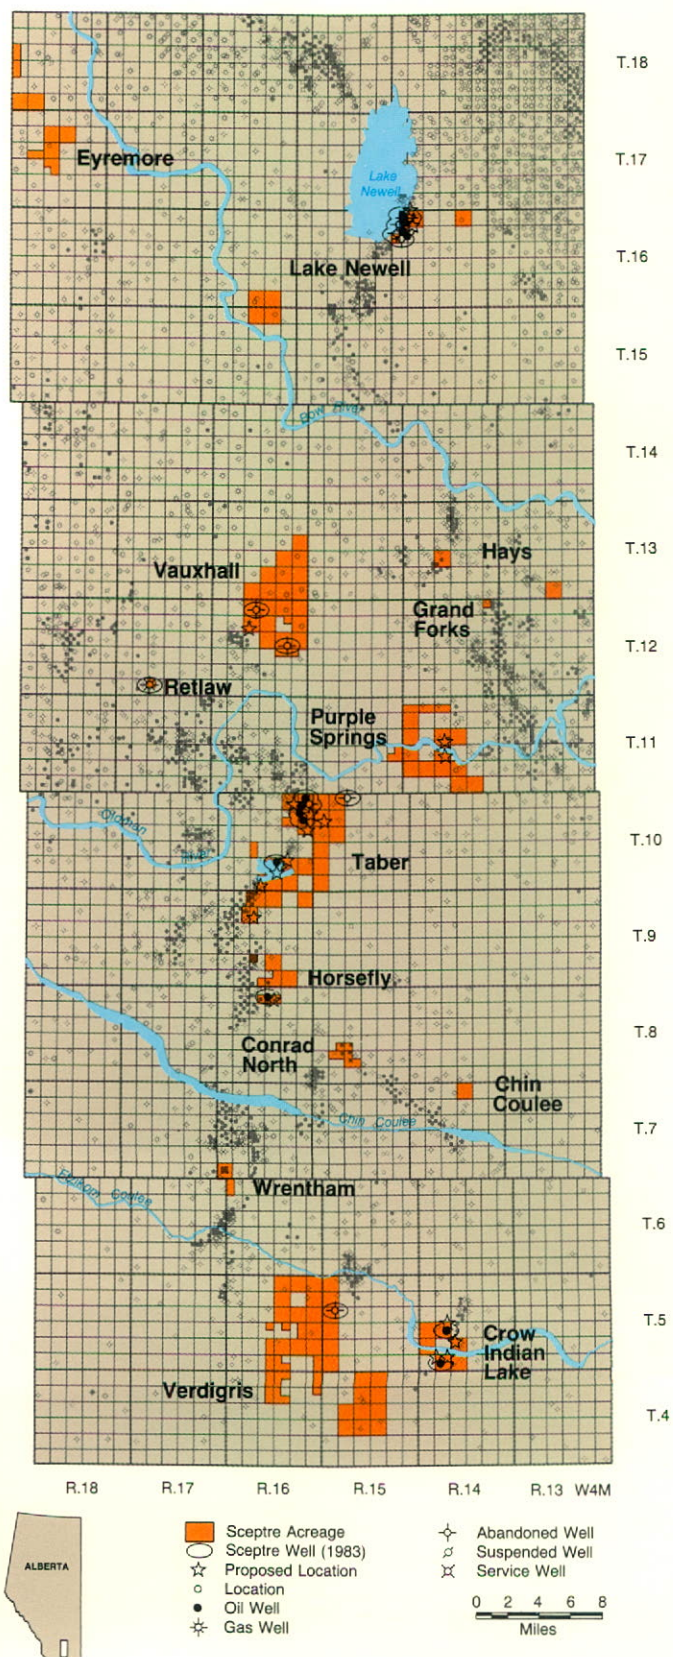 T.18
Eyremore
T.17
Lake
Newell
T.16
Lake Newell
T.15
Bow River
T.14
Hays
T.13
Vauxhall
Grand
Forks
T.12
Retlaw
Purple
Springs
T.11
Oldman
River
T.10
Taber
T.9
Horsefly
Conrad
North
T.8
Chin
Coulee
Chin Coulee
T.7
Wrentham
Etzikom Coulee
T.6
T.5
Crow
Indian
Lake
Verdigris
T.4
R.18 R.17 R.16 R.15 R.14 R.13 W4M
ALBERTA
Sceptre Acreage
Sceptre Well (1983)
Proposed Location
Location
Oil Well
Gas Well
Abandoned Well
Suspended Well
Service Well
0 2 4 6 8
Miles